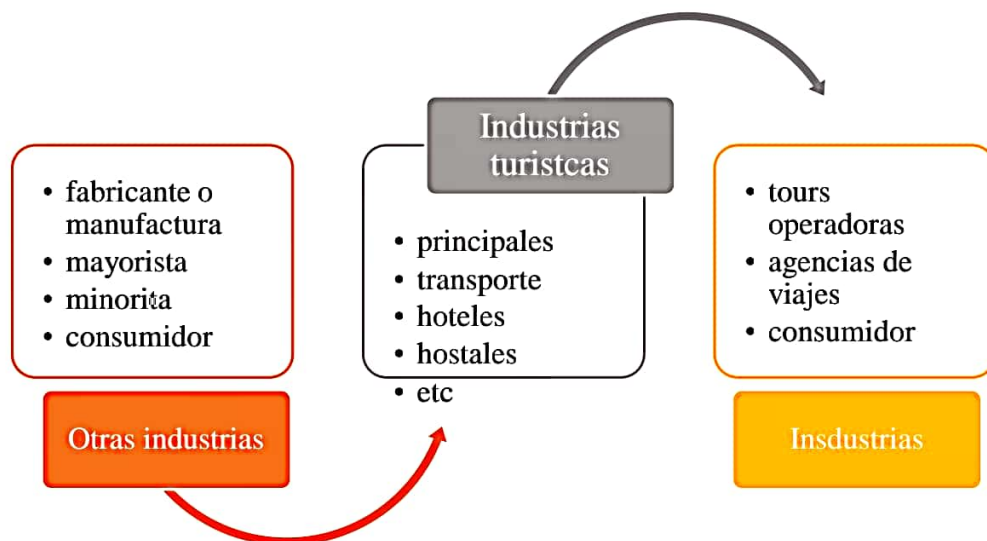 • fabricante o
manufactura
• mayorista
• minorita
• consumidor
Otras industrias
Industrias
turistcas
• principales
• transporte
• hoteles
• hostales
• etc
• tours
operadoras
• agencias de
viajes
• consumidor
Insdustrias